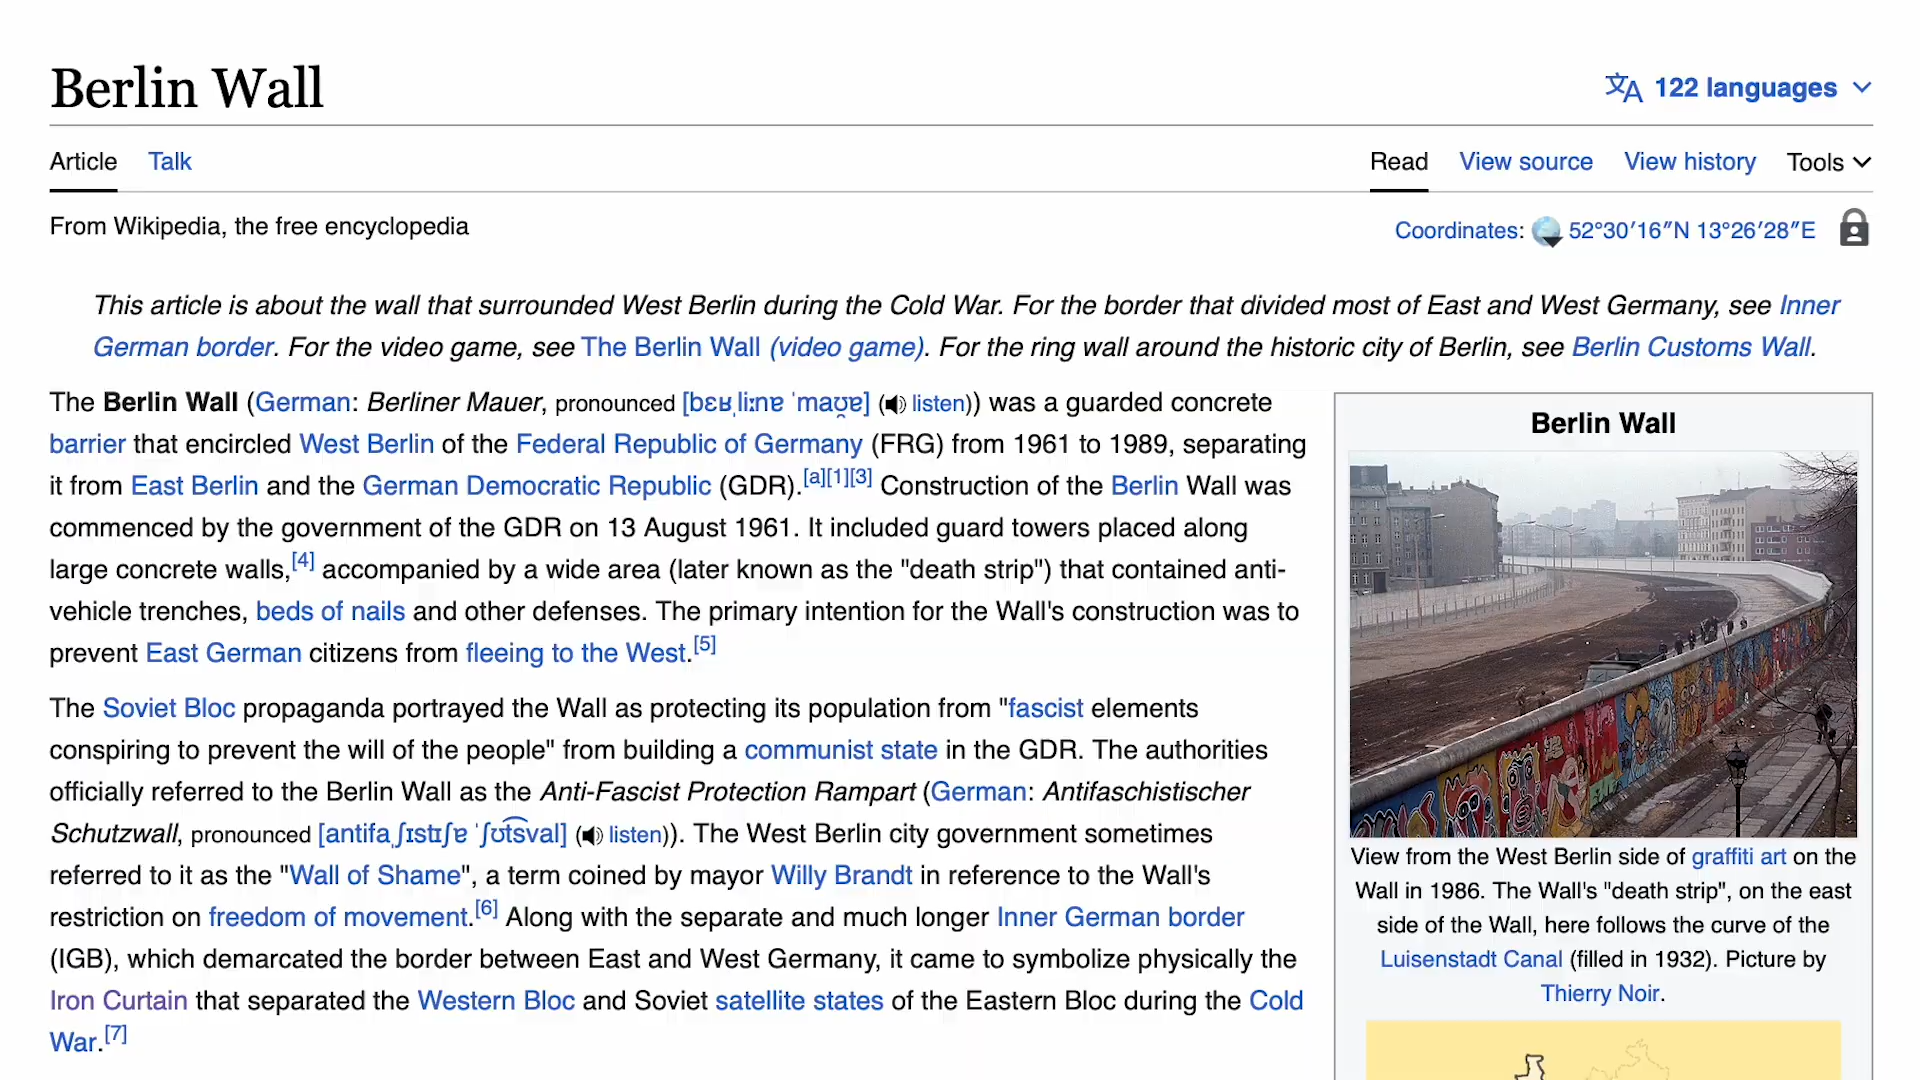 Berlin Wall
122 languages
Article Talk Read View source View history Tools
From Wikipedia, the free encyclopedia
Coordinates: 52°30′16″N 13°26′28″E
This article is about the wall that surrounded West Berlin during the Cold War. For the border that divided most of East and West Germany, see Inner
German border. For the video game, see The Berlin Wall (video game). For the ring wall around the historic city of Berlin, see Berlin Customs Wall.
The Berlin Wall (German: Berliner Mauer, pronounced [bɛʁˌliːnɐ ˈmaʊ̯ɐ] (listen)) was a guarded concrete
barrier that encircled West Berlin of the Federal Republic of Germany (FRG) from 1961 to 1989, separating
it from East Berlin and the German Democratic Republic (GDR).[a][1][3] Construction of the Berlin Wall was
commenced by the government of the GDR on 13 August 1961. It included guard towers placed along
large concrete walls,[4] accompanied by a wide area (later known as the "death strip") that contained anti-
vehicle trenches, beds of nails and other defenses. The primary intention for the Wall's construction was to
prevent East German citizens from fleeing to the West.[5]
The Soviet Bloc propaganda portrayed the Wall as protecting its population from "fascist elements
conspiring to prevent the will of the people" from building a communist state in the GDR. The authorities
officially referred to the Berlin Wall as the Anti-Fascist Protection Rampart (German: Antifaschistischer
Schutzwall, pronounced [antifaˌʃɪstɪʃɐ ˈʃʊt͡sval] (listen)). The West Berlin city government sometimes
referred to it as the "Wall of Shame", a term coined by mayor Willy Brandt in reference to the Wall's
restriction on freedom of movement.[6] Along with the separate and much longer Inner German border
(IGB), which demarcated the border between East and West Germany, it came to symbolize physically the
Iron Curtain that separated the Western Bloc and Soviet satellite states of the Eastern Bloc during the Cold
War.[7]
Berlin Wall
View from the West Berlin side of graffiti art on the
Wall in 1986. The Wall's "death strip", on the east
side of the Wall, here follows the curve of the
Luisenstadt Canal (filled in 1932). Picture by
Thierry Noir.